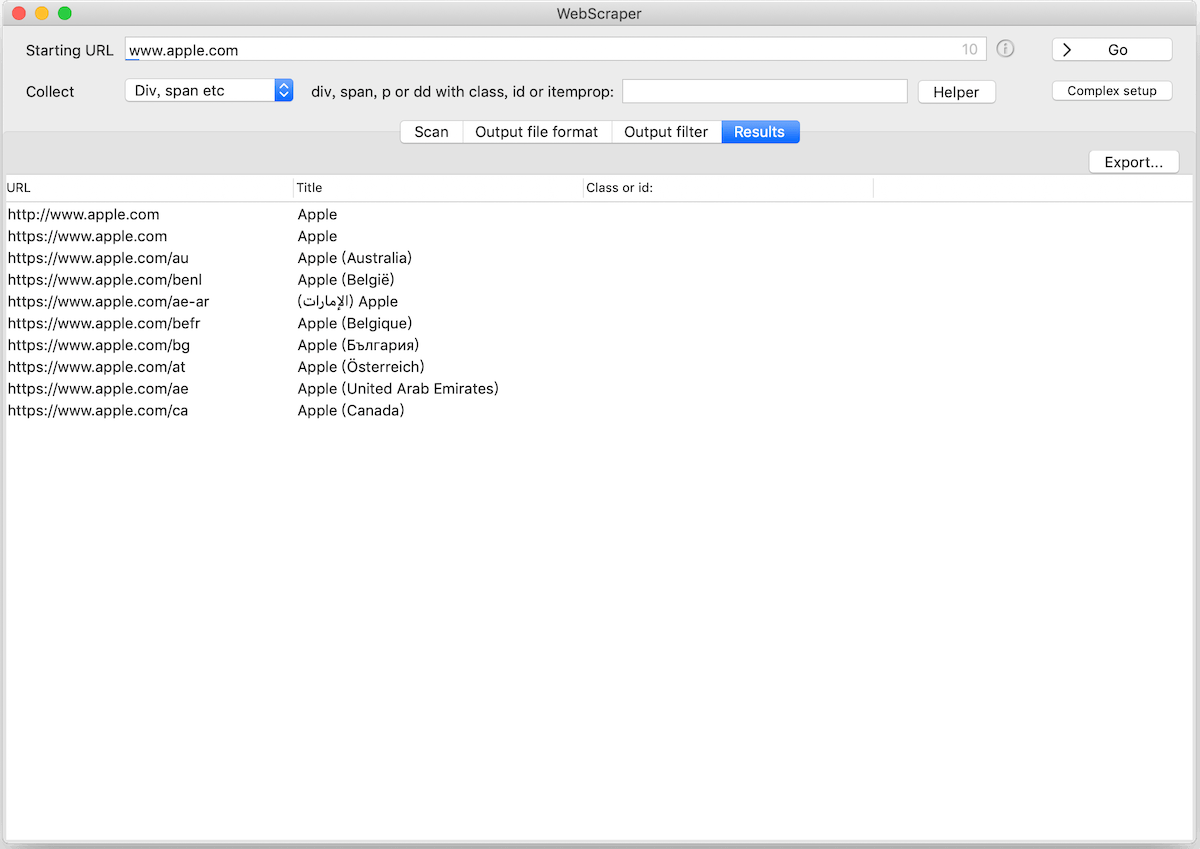 WebScraper
Starting URL www.apple.com 10 Go
Collect Div, span etc div, span, p or dd with class, id or itemprop: Helper Complex setup
Scan Output file format Output filter Results
Export...
URL Title Class or id:
http://www.apple.com Apple
https://www.apple.com Apple
https://www.apple.com/au Apple (Australia)
https://www.apple.com/benl Apple (België)
https://www.apple.com/ae-ar (الإمارات) Apple
https://www.apple.com/befr Apple (Belgique)
https://www.apple.com/bg Apple (България)
https://www.apple.com/at Apple (Österreich)
https://www.apple.com/ae Apple (United Arab Emirates)
https://www.apple.com/ca Apple (Canada)